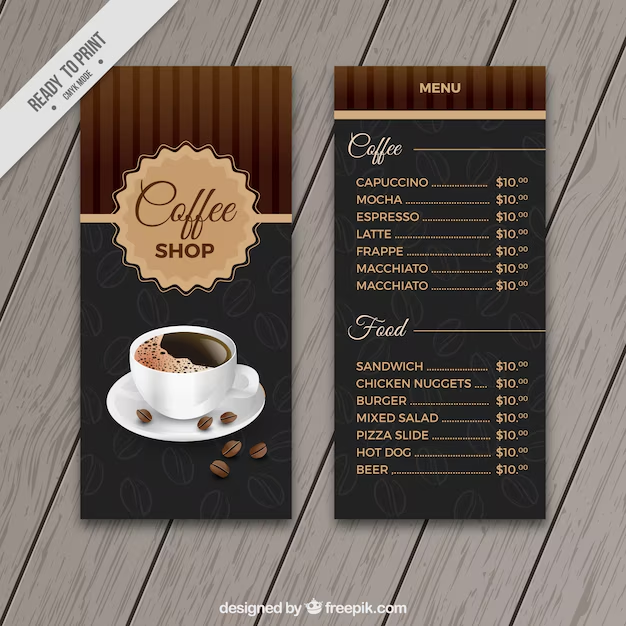 READY TO PRINT
CMYK MODE
Coffee
SHOP
MENU
Coffee
CAPUCCINO ................ $10.00
MOCHA ....................... $10.00
ESPRESSO ................... $10.00
LATTE .......................... $10.00
FRAPPE ....................... $10.00
MACCHIATO ............... $10.00
MACCHIATO ............... $10.00
Food
SANDWICH .................. $10.00
CHICKEN NUGGETS .... $10.00
BURGER ...................... $10.00
MIXED SALAD ............. $10.00
PIZZA SLIDE ................ $10.00
HOT DOG .................... $10.00
BEER ............................ $10.00
designed by freepik.com